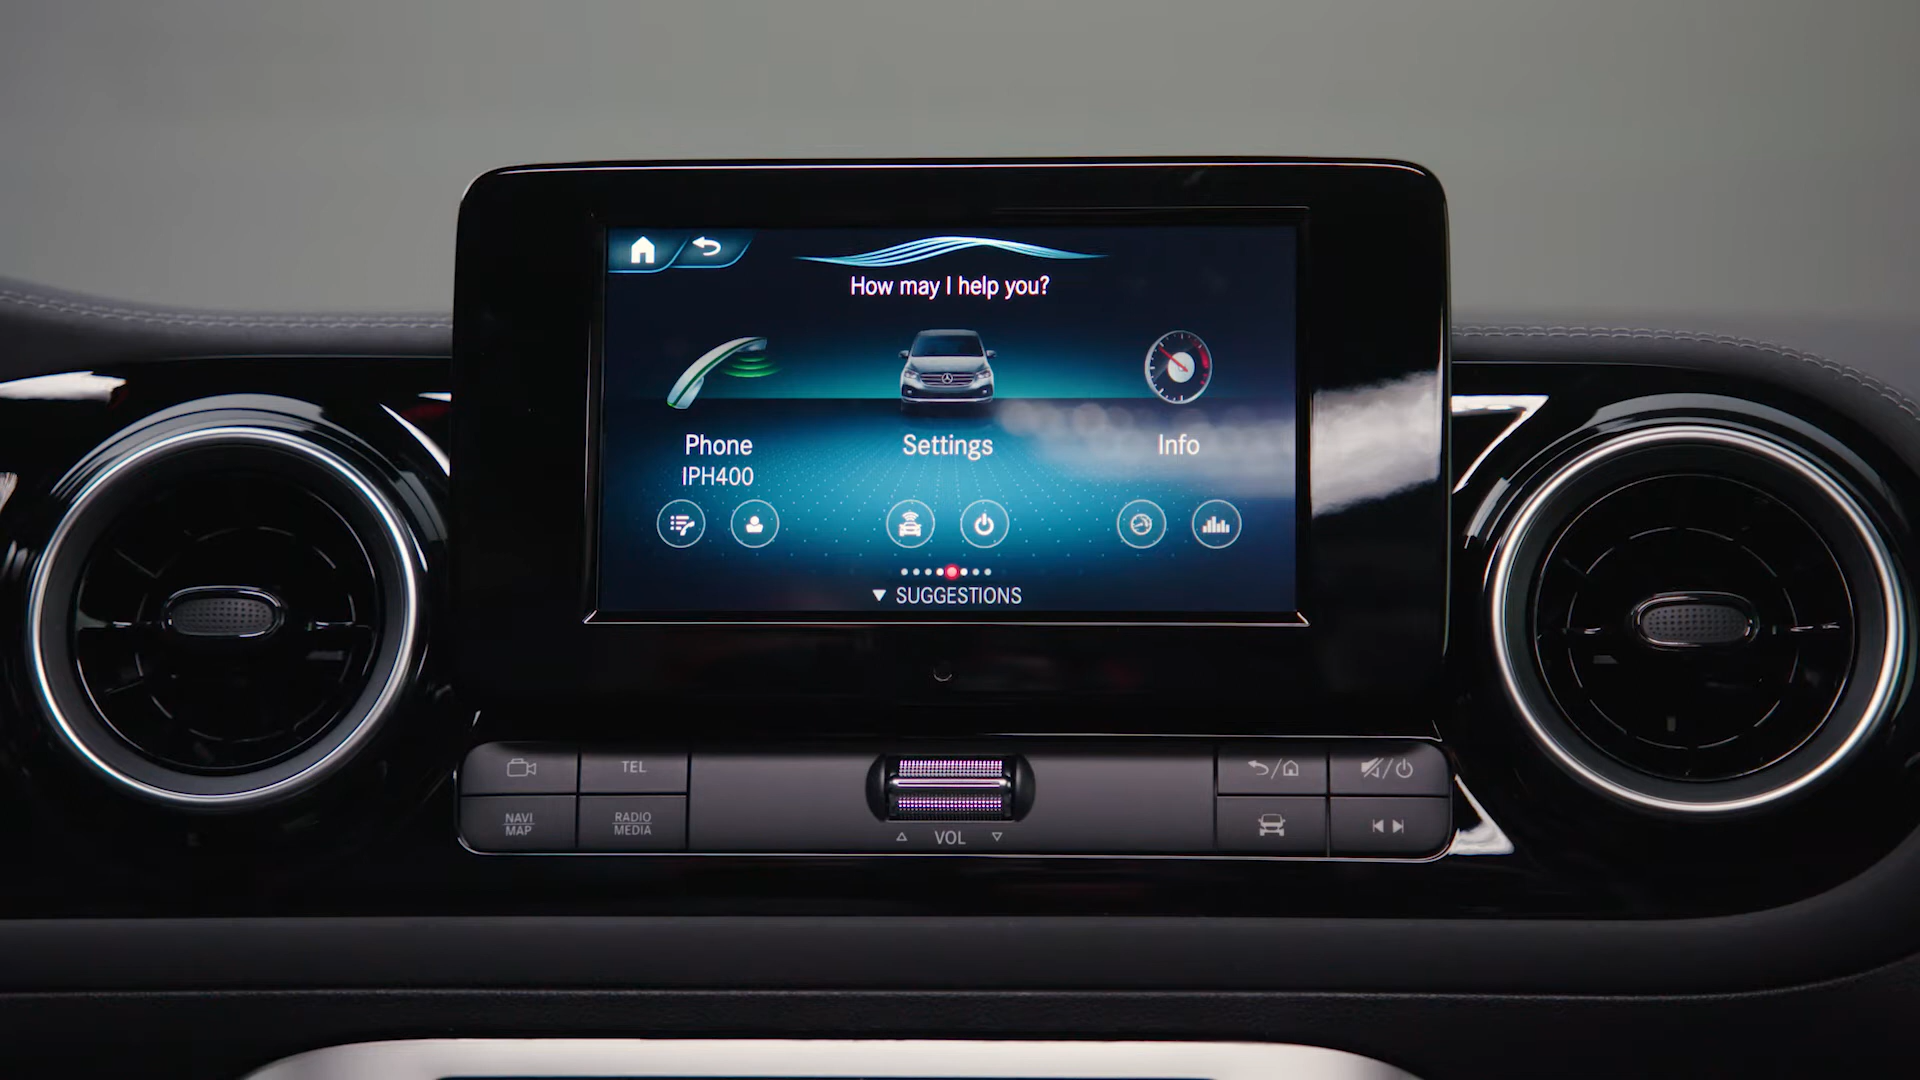 How may I help you?
Phone
Settings
Info
IPH400
SUGGESTIONS
TEL
NAVI
MAP
RADIO
MEDIA
VOL